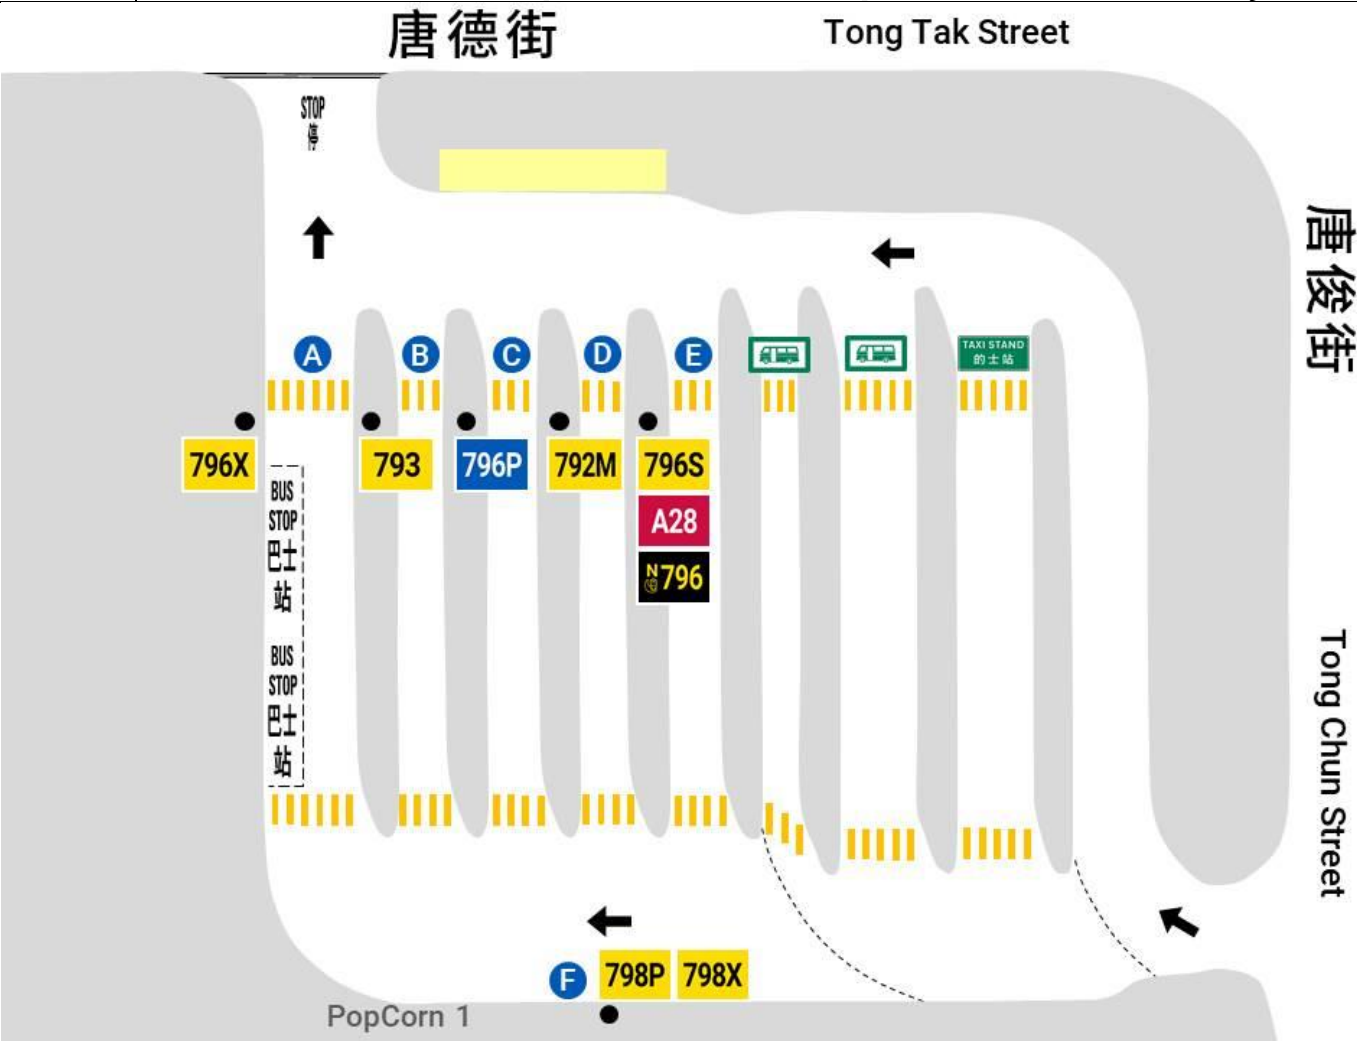 唐德街
Tong Tak Street
STOP
停
唐俊街
A
B
C
D
E
TAXI STAND
的士站
796X
793
796P
792M
796S
A28
N796
BUS
STOP
巴士
站
BUS
STOP
巴士
站
Tong Chun Street
F
798P
798X
PopCorn 1